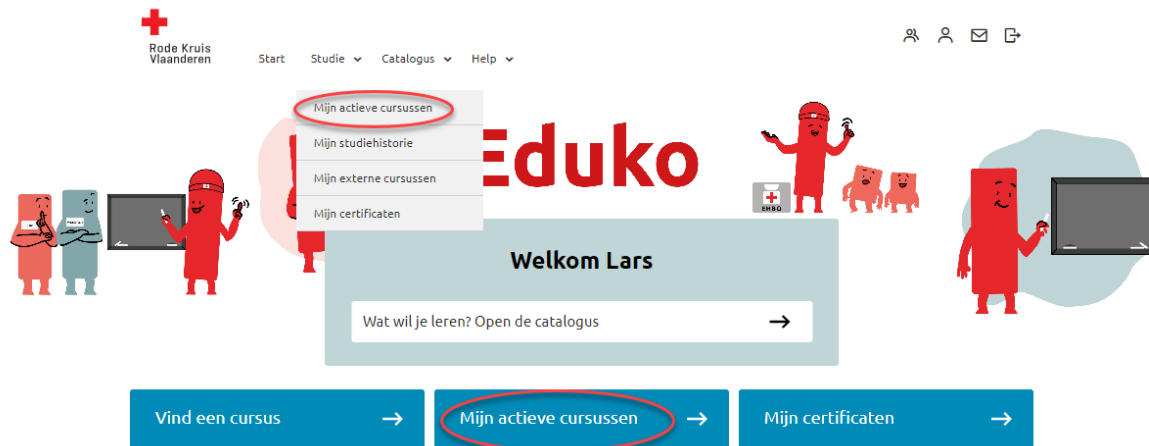 Rode Kruis
Vlaanderen
Start Studie Catalogus Help
Mijn actieve cursussen
Mijn studiehistorie
Mijn externe cursussen
Mijn certificaten
Eduko
EHBO
Welkom Lars
Wat wil je leren? Open de catalogus
Vind een cursus
Mijn actieve cursussen
Mijn certificaten